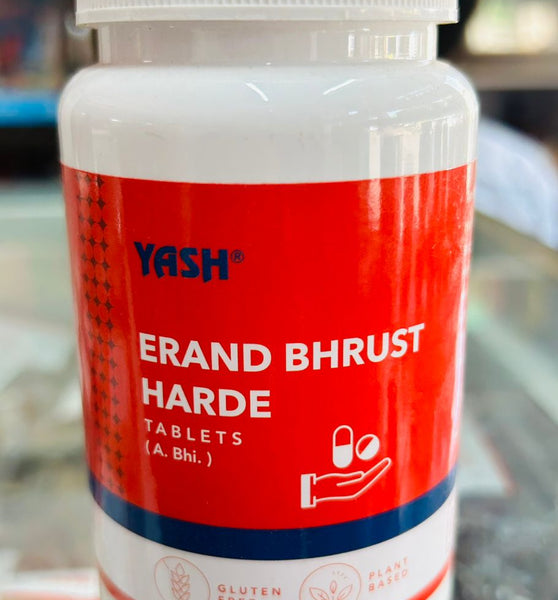 YASH®
ERAND BHRUST
HARDE
TABLETS
(A. Bhi.)
GLUTEN
PLANT
BASED